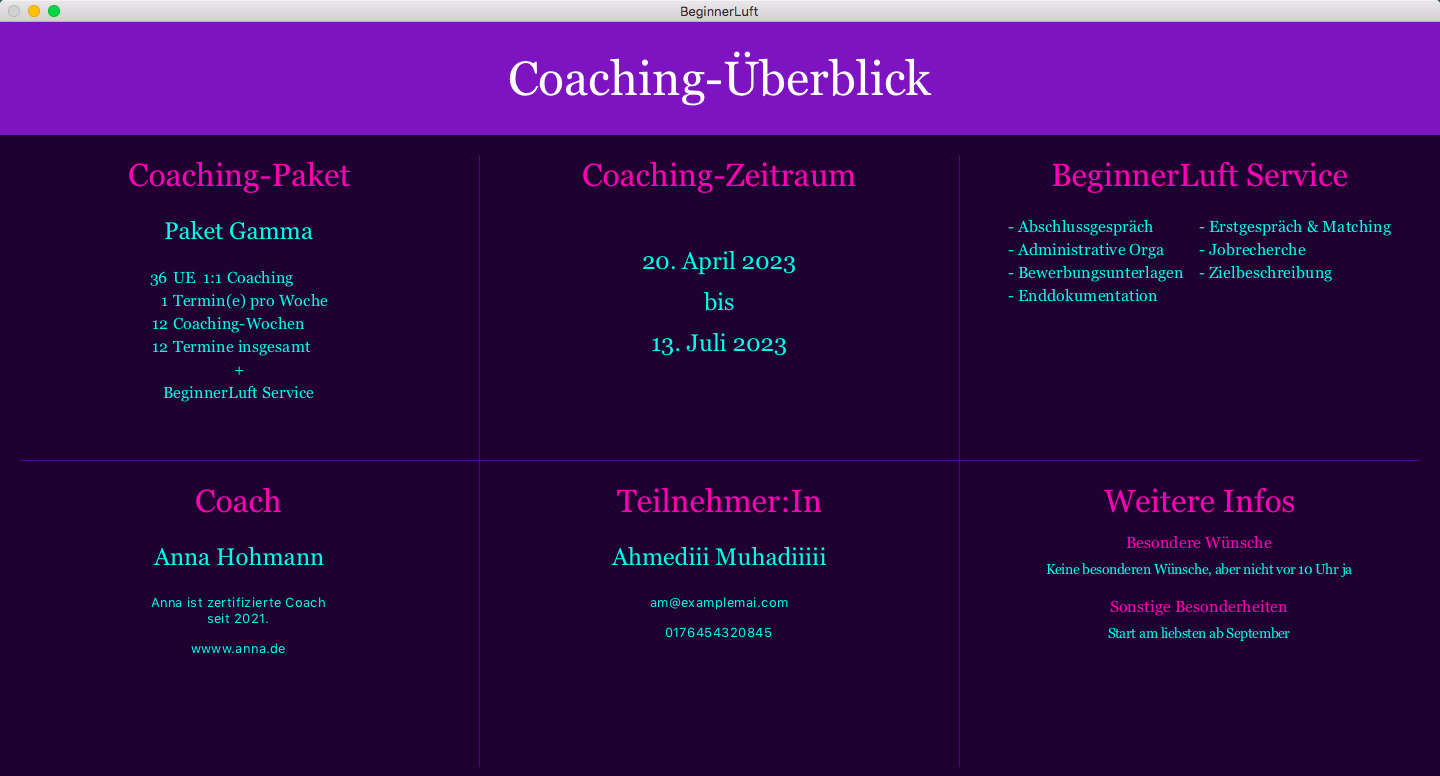 BeginnerLuft
Coaching-Überblick
Coaching-Paket
Paket Gamma
36 UE 1:1 Coaching
1 Termin(e) pro Woche
12 Coaching-Wochen
12 Termine insgesamt
+
BeginnerLuft Service
Coaching-Zeitraum
20. April 2023
bis
13. Juli 2023
BeginnerLuft Service
- Abschlussgespräch
- Administrative Orga
- Bewerbungsunterlagen
- Enddokumentation
- Erstgespräch & Matching
- Jobrecherche
- Zielbeschreibung
Coach
Anna Hohmann
Anna ist zertifizierte Coach
seit 2021.
wwww.anna.de
Teilnehmer:In
Ahmediii Muhadiiiii
am@examplemai.com
0176454320845
Weitere Infos
Besondere Wünsche
Keine besonderen Wünsche, aber nicht vor 10 Uhr ja
Sonstige Besonderheiten
Start am liebsten ab September